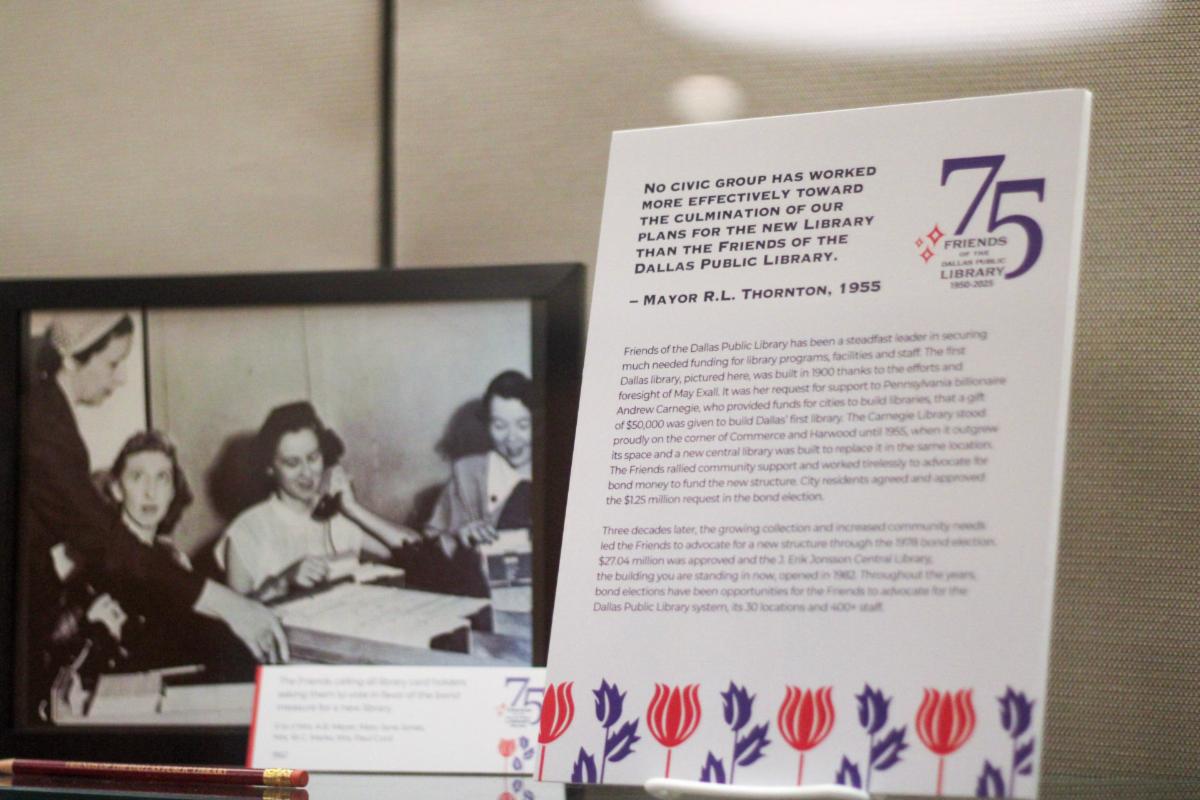 No civic group has worked
more effectively toward
the culmination of our
plans for the new Library
than the Friends of the
Dallas Public Library.
– Mayor R.L. Thornton, 1955
75
FRIENDS
OF THE
DALLAS PUBLIC
LIBRARY
1950-2025
Friends of the Dallas Public Library has been a steadfast leader in securing
much needed funding for library programs, facilities and staff. The first
Dallas library, pictured here, was built in 1900 thanks to the efforts and
foresight of May Exall. It was her request for support to Pennsylvania billionaire
Andrew Carnegie, who provided funds for cities to build libraries, that a gift
of $50,000 was given to build Dallas' first library. The Carnegie Library stood
proudly on the corner of Commerce and Harwood until 1955, when it outgrew
its space and a new central library was built to replace it in the same location.
The Friends rallied community support and worked tirelessly to advocate for
bond money to fund the new structure. City residents agreed and approved
the $1.25 million request in the bond election.
Three decades later, the growing collection and increased community needs
led the Friends to advocate for a new structure through the 1978 bond election.
$27.04 million was approved and the J. Erik Jonsson Central Library,
the building you are standing in now, opened in 1982. Throughout the years,
bond elections have been opportunities for the Friends to advocate for the
Dallas Public Library system, its 30 locations and 400+ staff.
The Friends calling all library card holders
asking them to vote in favor of the bond
measure for a new library.
75